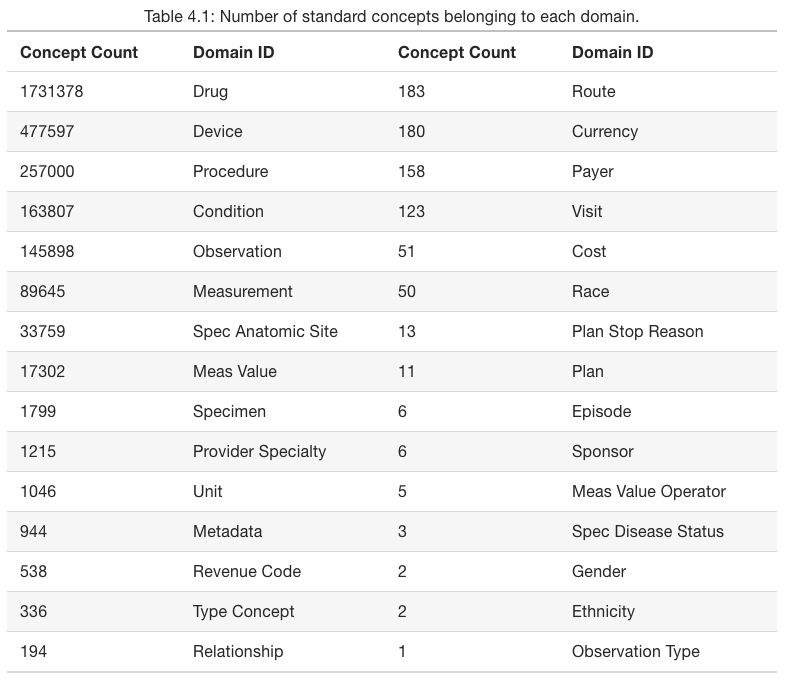 Table 4.1: Number of standard concepts belonging to each domain.
Concept Count Domain ID Concept Count Domain ID
1731378 Drug 183 Route
477597 Device 180 Currency
257000 Procedure 158 Payer
163807 Condition 123 Visit
145898 Observation 51 Cost
89645 Measurement 50 Race
33759 Spec Anatomic Site 13 Plan Stop Reason
17302 Meas Value 11 Plan
1799 Specimen 6 Episode
1215 Provider Specialty 6 Sponsor
1046 Unit 5 Meas Value Operator
944 Metadata 3 Spec Disease Status
538 Revenue Code 2 Gender
336 Type Concept 2 Ethnicity
194 Relationship 1 Observation Type